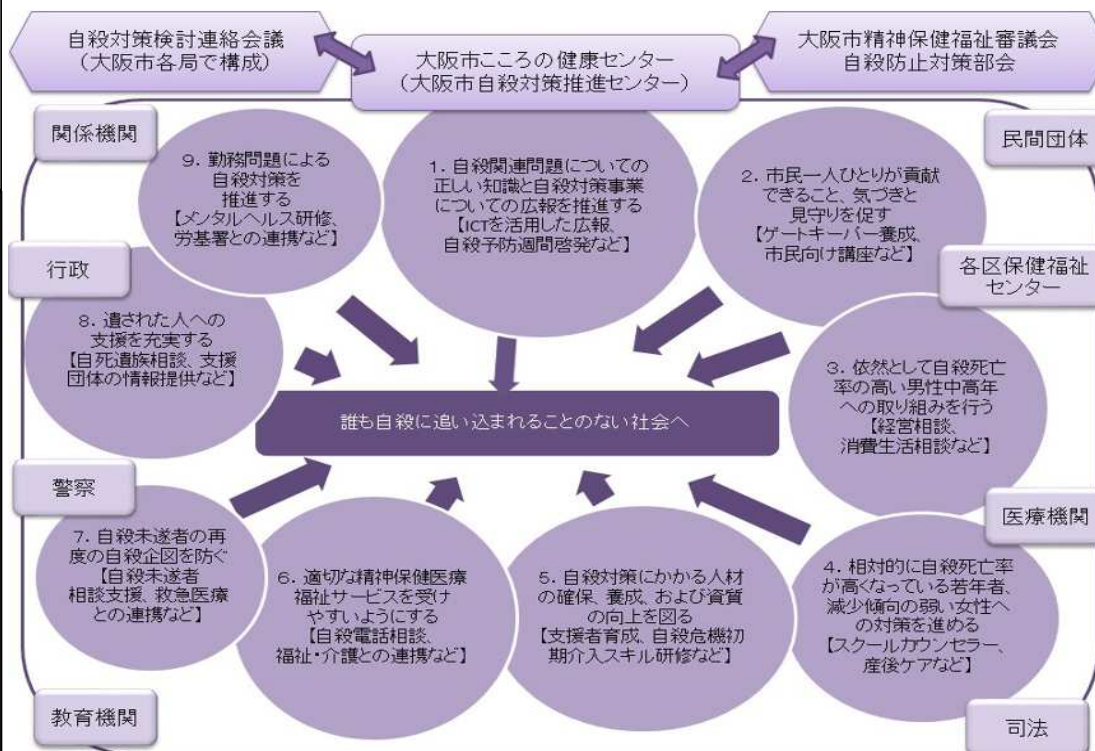 自殺対策検討連絡会議
(大阪市各局で構成)
大阪市こころの健康センター
(大阪市自殺対策推進センター)
大阪市精神保健福祉審議会
自殺防止対策部会
関係機関
民間団体
9. 勤務問題による
自殺対策を
推進する
【メンタルヘルス研修、
労基署との連携など】
1. 自殺関連問題についての
正しい知識と自殺対策事業
についての広報を推進する
【ICTを活用した広報、
自殺予防週間啓発など】
2. 市民一人ひとりが貢献
できること、気づきと
見守りを促す
【ゲートキーパー養成、
市民向け講座など】
行政
各区保健福祉
センター
8. 遺された人への
支援を充実する
【自死遺族相談、支援
団体の情報提供など】
3. 依然として自殺死亡
率の高い男性中高年
への取り組みを行う
【経営相談、
消費生活相談など】
誰も自殺に追い込まれることのない社会へ
警察
医療機関
7. 自殺未遂者の再
度の自殺企図を防ぐ
【自殺未遂者
相談支援、救急医療
との連携など】
6. 適切な精神保健医療
福祉サービスを受け
やすいようにする
【自殺電話相談、
福祉・介護との連携など】
5. 自殺対策にかかる人材
の確保、養成、および資質
の向上を図る
【支援者育成、自殺危機初
期介入スキル研修など】
4. 相対的に自殺死亡率
が高くなっている若年者、
減少傾向の弱い女性へ
の対策を進める
【スクールカウンセラー、
産後ケアなど】
教育機関
司法